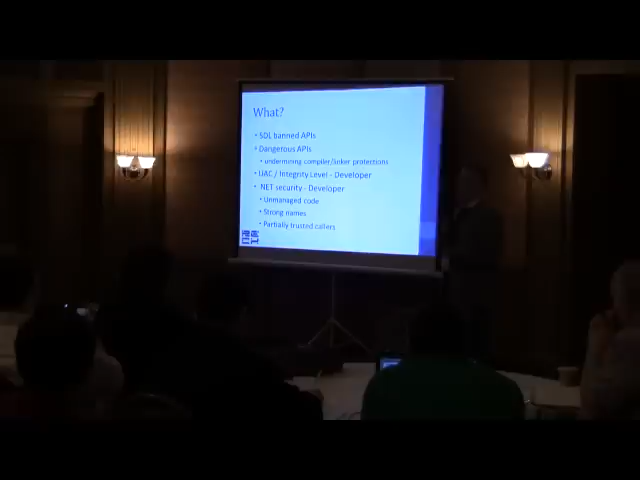 What?
• SDL banned APIs
• Dangerous APIs
• undermining compiler/linker protections
• UAC / Integrity Level - Developer
• .NET security - Developer
• Unmanaged code
• Strong names
• Partially trusted callers